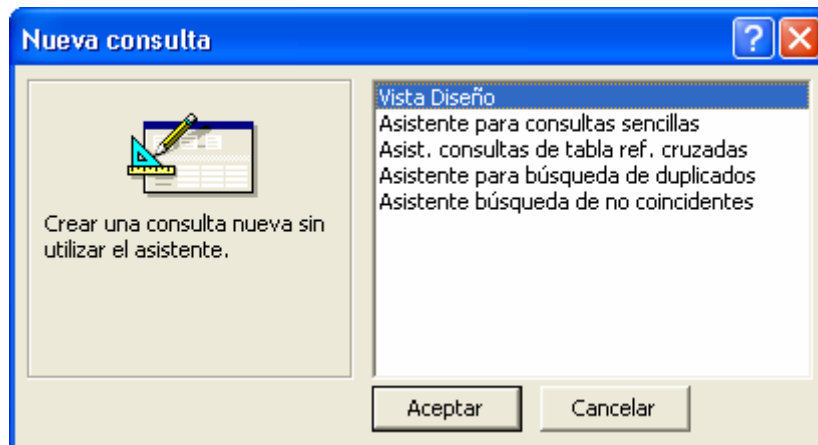 Nueva consulta
Crear una consulta nueva sin
utilizar el asistente.
Vista Diseño
Asistente para consultas sencillas
Asist. consultas de tabla ref. cruzadas
Asistente para búsqueda de duplicados
Asistente búsqueda de no coincidentes
Aceptar
Cancelar